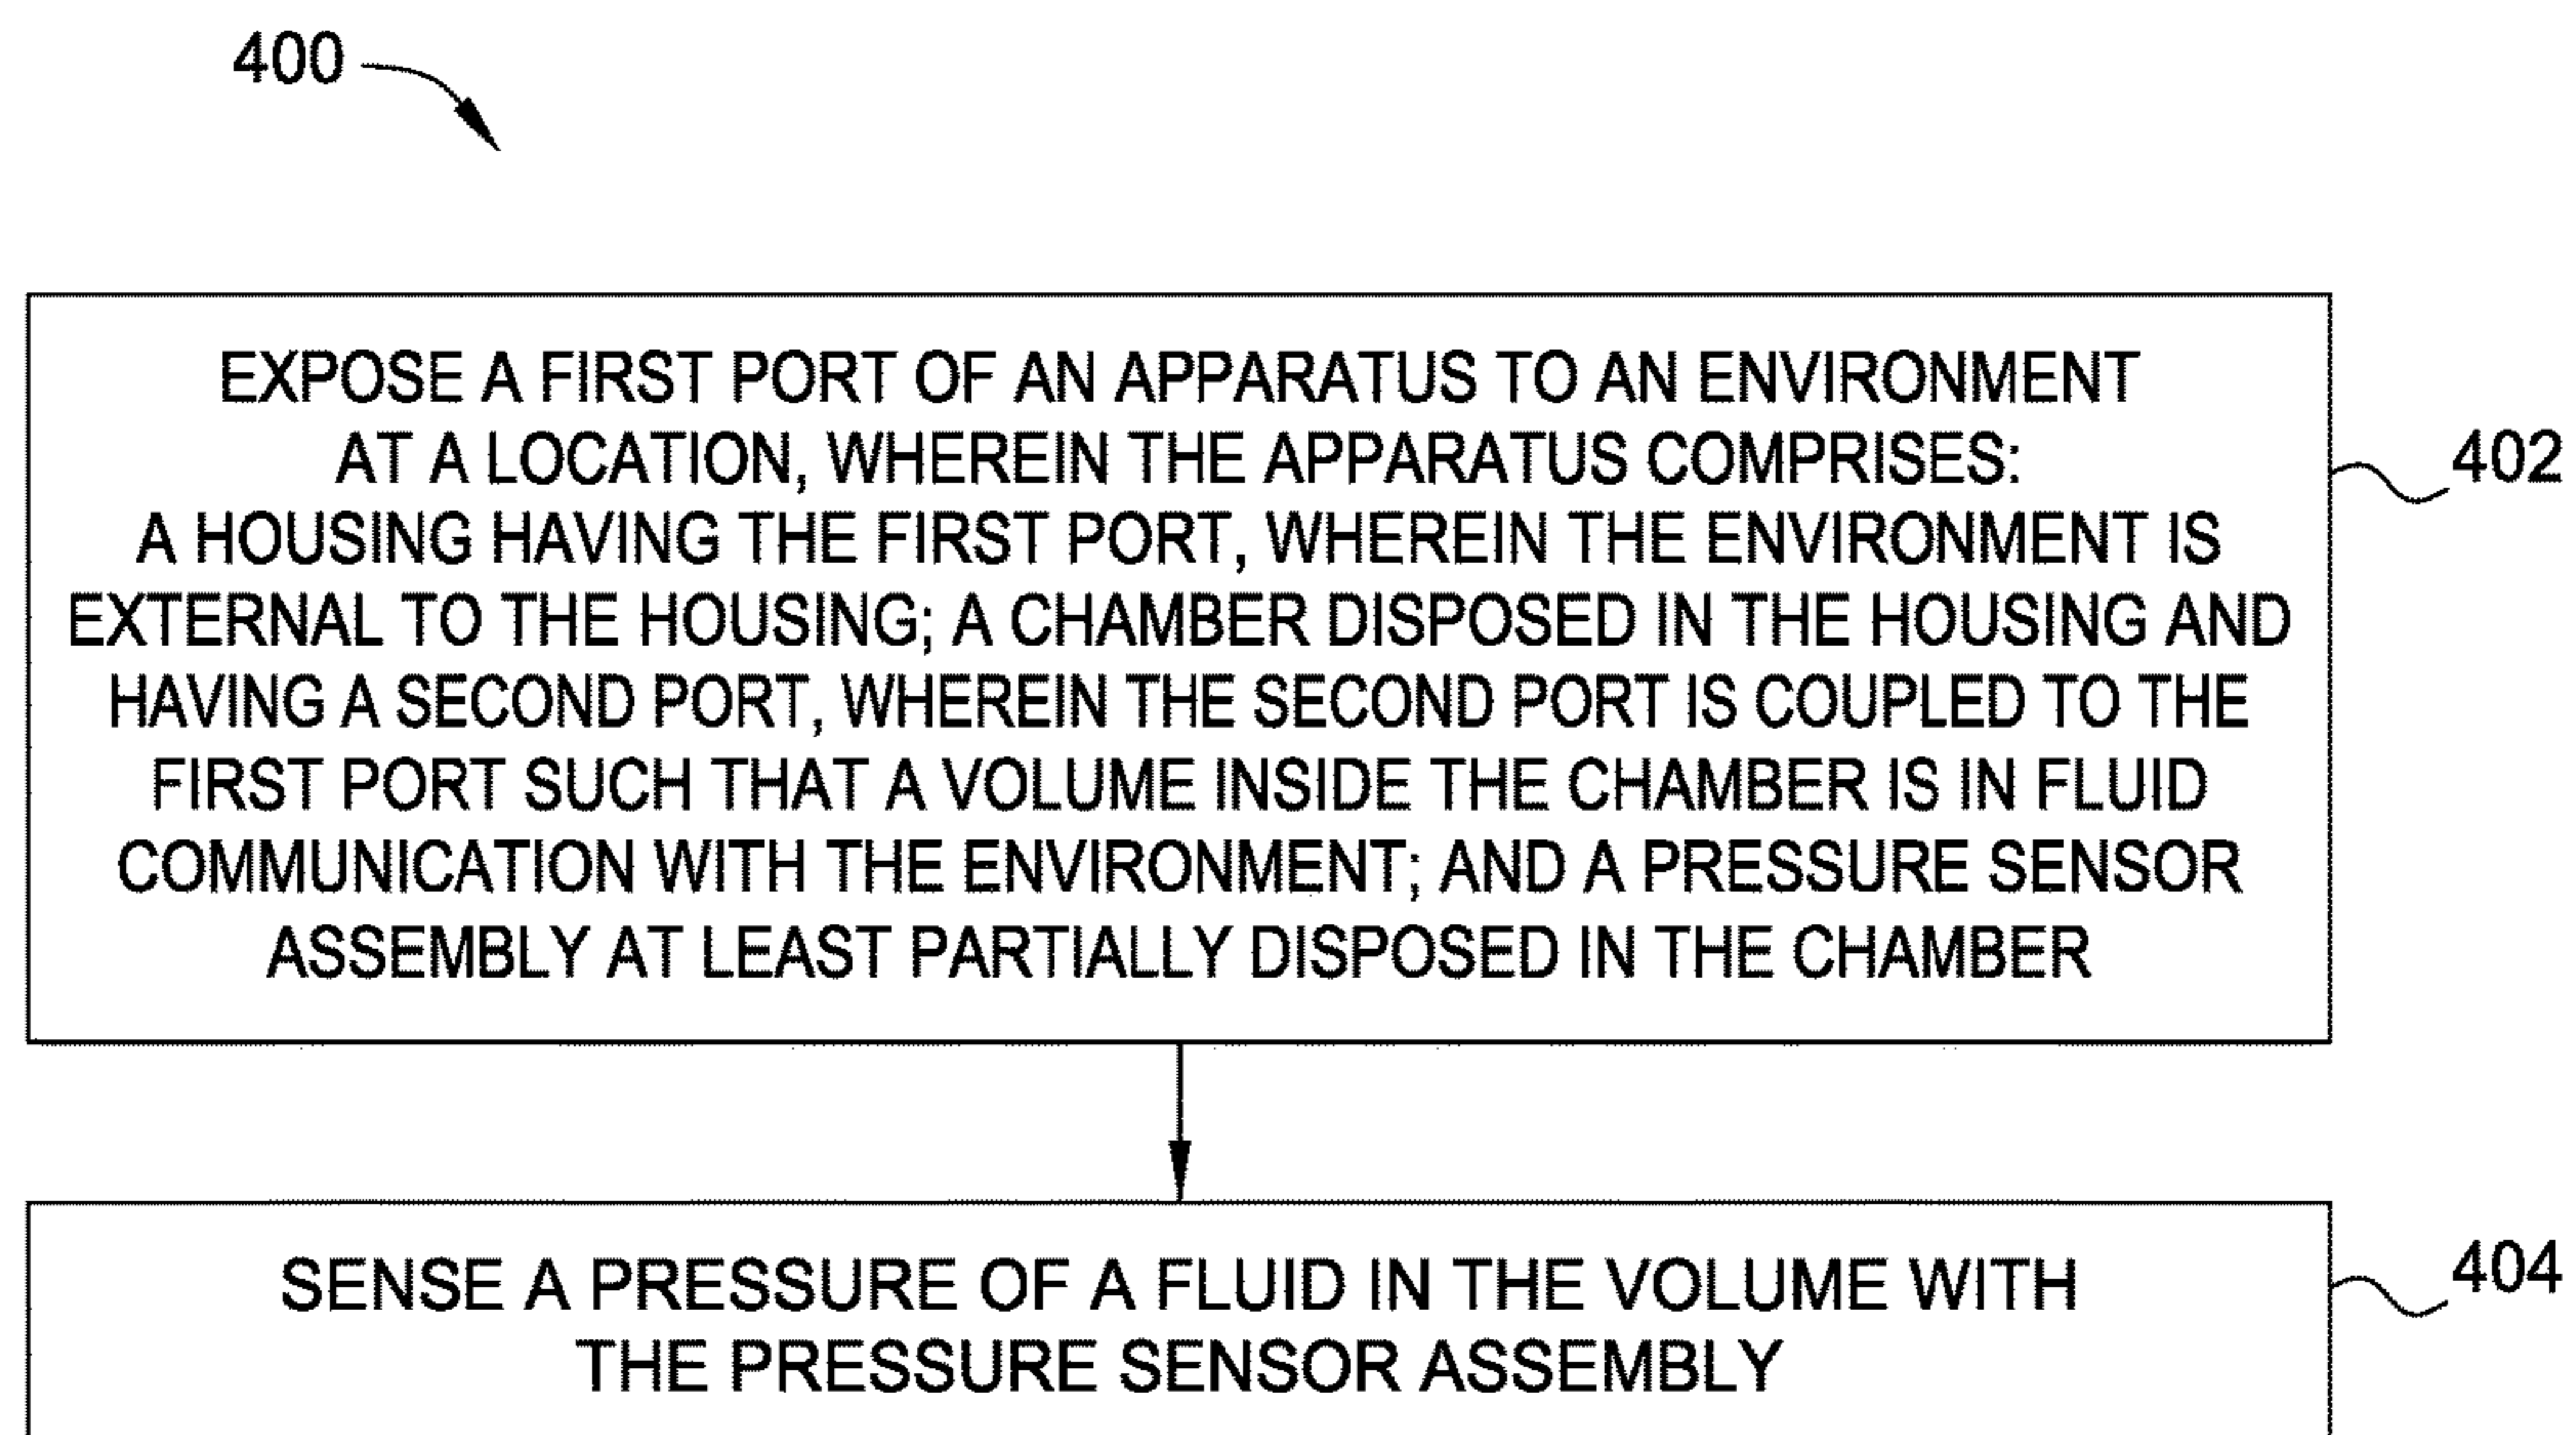 400
EXPOSE A FIRST PORT OF AN APPARATUS TO AN ENVIRONMENT
AT A LOCATION, WHEREIN THE APPARATUS COMPRISES:
402
A HOUSING HAVING THE FIRST PORT, WHEREIN THE ENVIRONMENT IS
EXTERNAL TO THE HOUSING; A CHAMBER DISPOSED IN THE HOUSING AND
HAVING A SECOND PORT, WHEREIN THE SECOND PORT IS COUPLED TO THE
FIRST PORT SUCH THAT A VOLUME INSIDE THE CHAMBER IS IN FLUID
COMMUNICATION WITH THE ENVIRONMENT; AND A PRESSURE SENSOR
ASSEMBLY AT LEAST PARTIALLY DISPOSED IN THE CHAMBER
SENSE A PRESSURE OF A FLUID IN THE VOLUME WITH
404
THE PRESSURE SENSOR ASSEMBLY